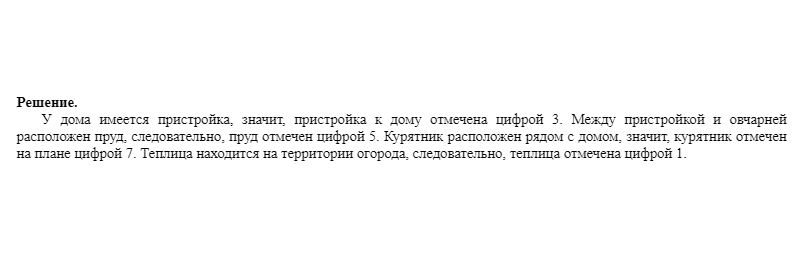 Решение.
У дома имеется пристройка, значит, пристройка к дому отмечена цифрой 3. Между пристройкой и овчарней
расположен пруд, следовательно, пруд отмечен цифрой 5. Курятник расположен рядом с домом, значит, курятник отмечен
на плане цифрой 7. Теплица находится на территории огорода, следовательно, теплица отмечена цифрой 1.